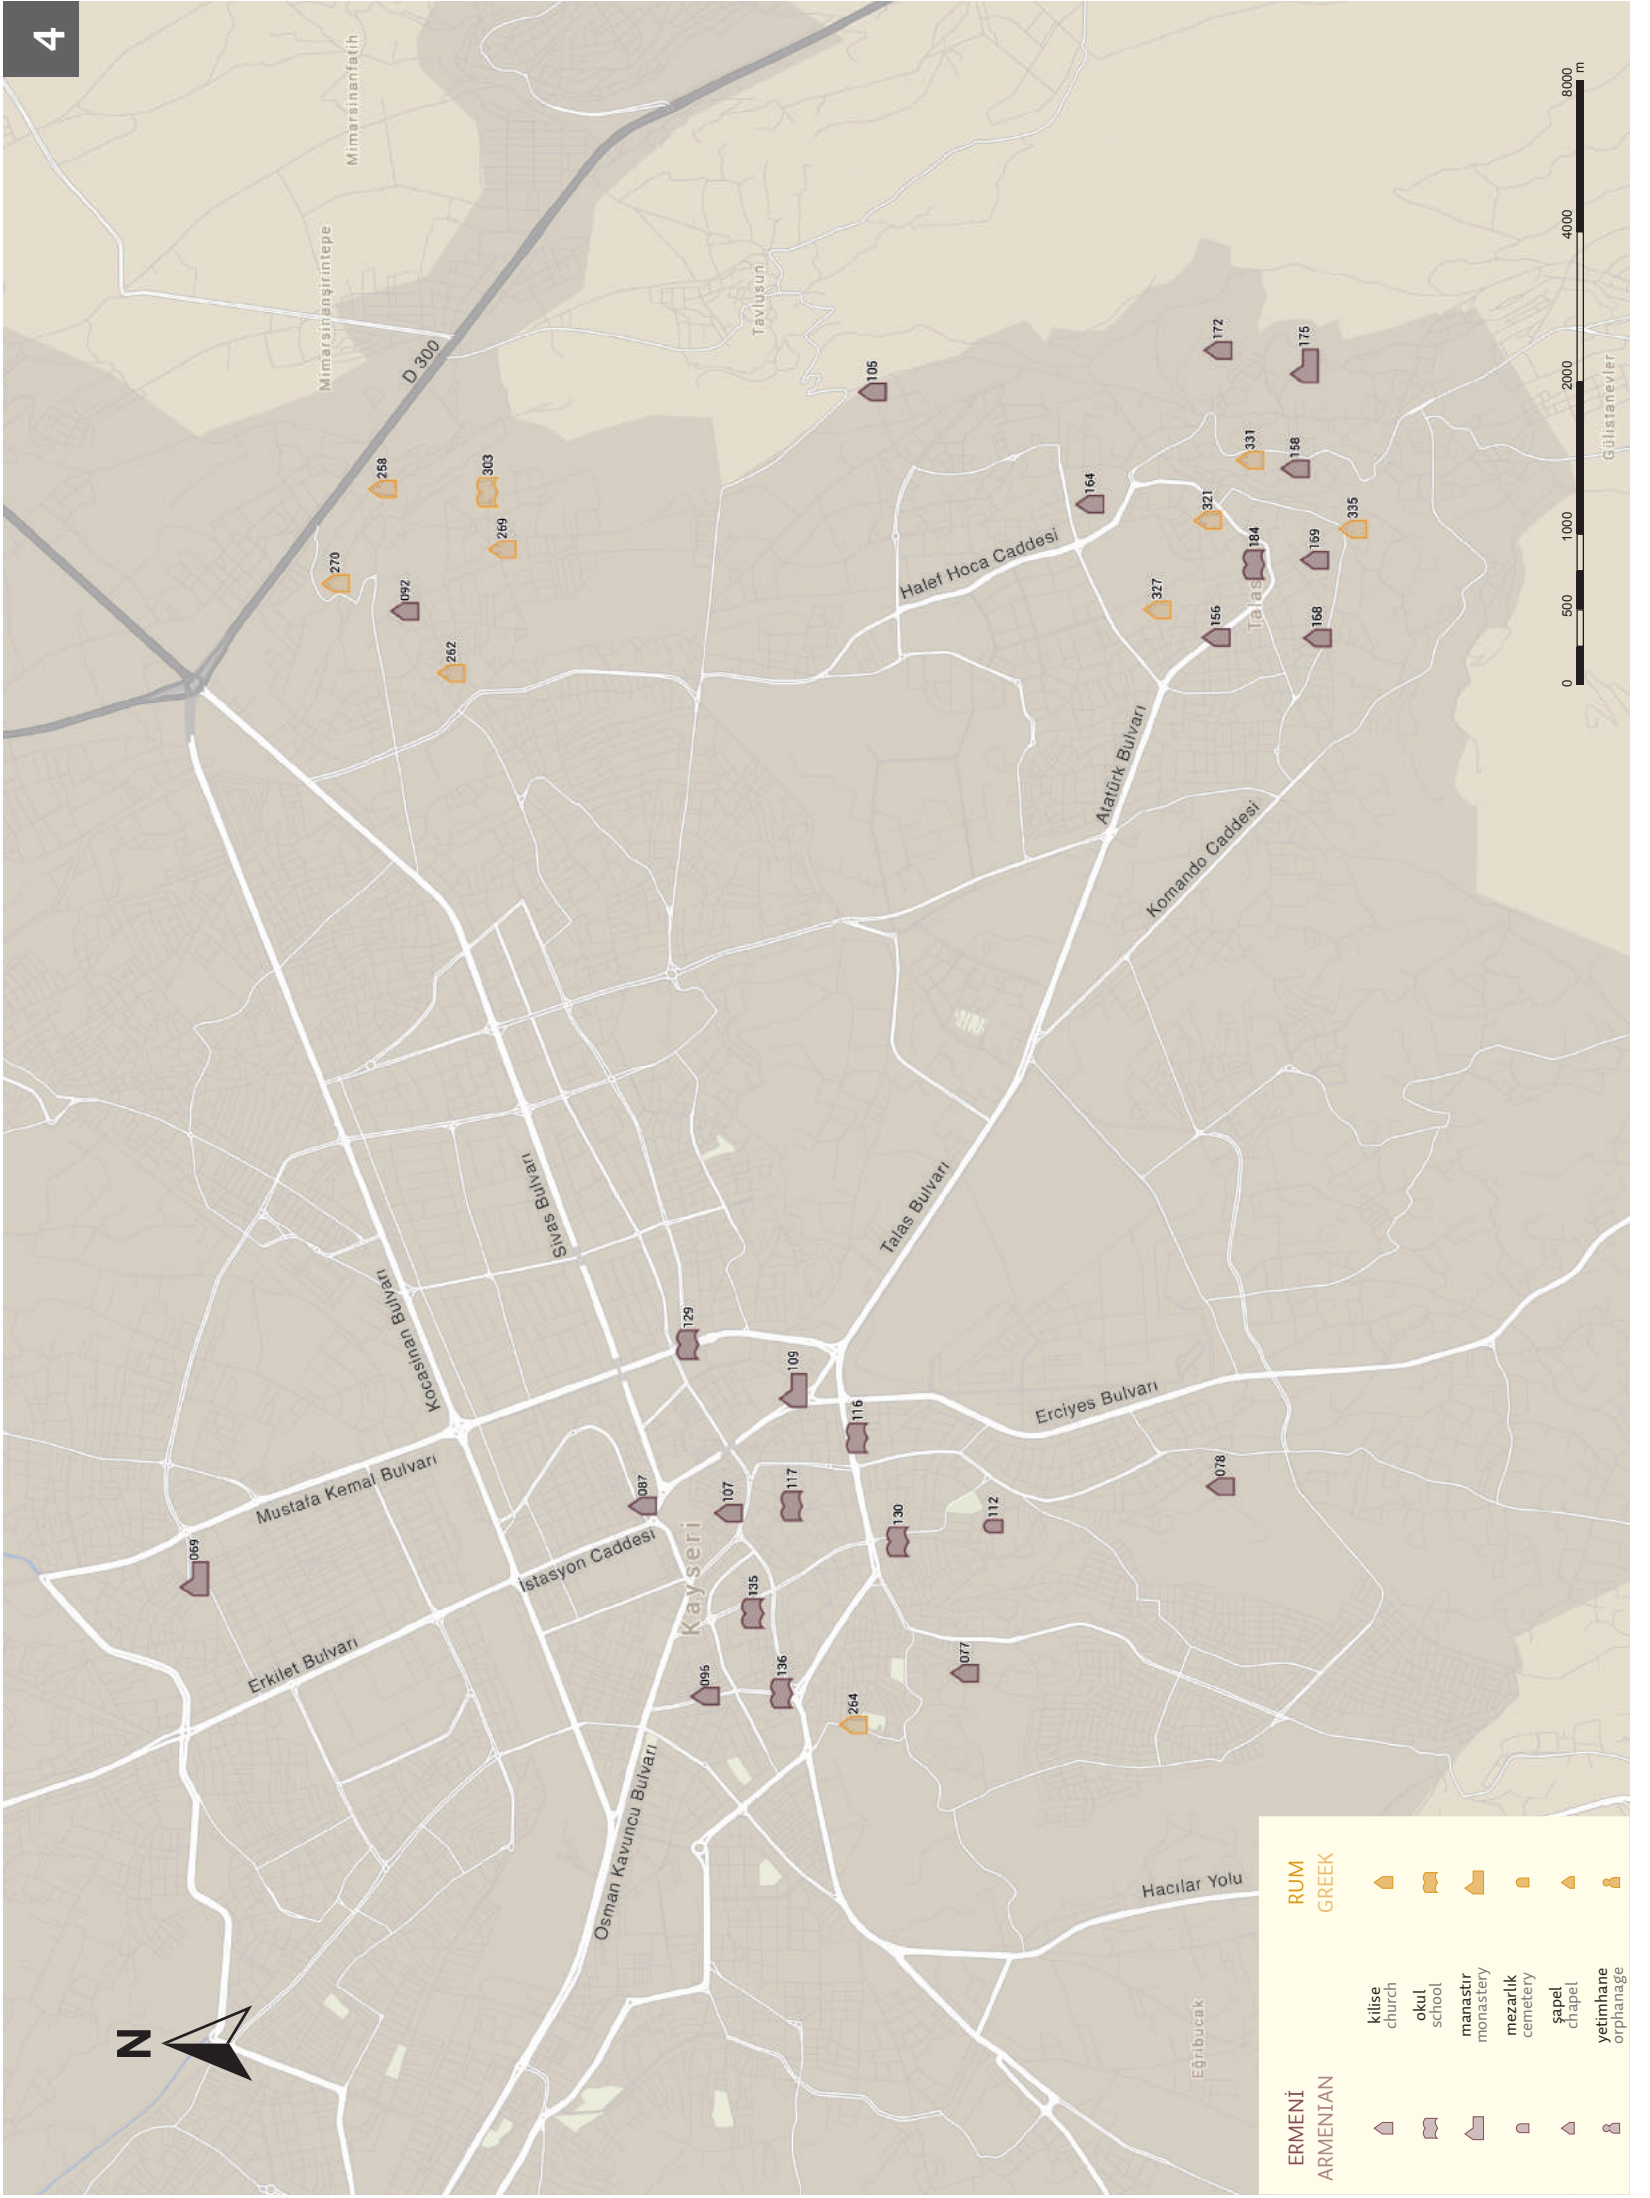 4
Mimarsinanfatih
Mimarsinanşirintepe
D 300
Tavlusun
105
258
303
269
270
092
262
172
175
331
158
164
321
335
184
169
327
156
168
Talas
Halef Hoca Caddesi
Atatürk Bulvarı
Komando Caddesi
Gülistanevler
0
500
1000
2000
4000
8000
m
Talas Bulvarı
Sivas Bulvarı
Kocasinan Bulvarı
Mustafa Kemal Bulvarı
Erciyes Bulvarı
129
109
116
087
107
117
130
112
078
069
Kayseri
İstasyon Caddesi
Erkilet Bulvarı
135
096
136
077
264
Osman Kavuncu Bulvarı
Hacılar Yolu
Eğribucak
N
ERMENİ
ARMENIAN
RUM
GREEK
kilise
church
okul
school
manastır
monastery
mezarlık
cemetery
şapel
chapel
yetimhane
orphanage